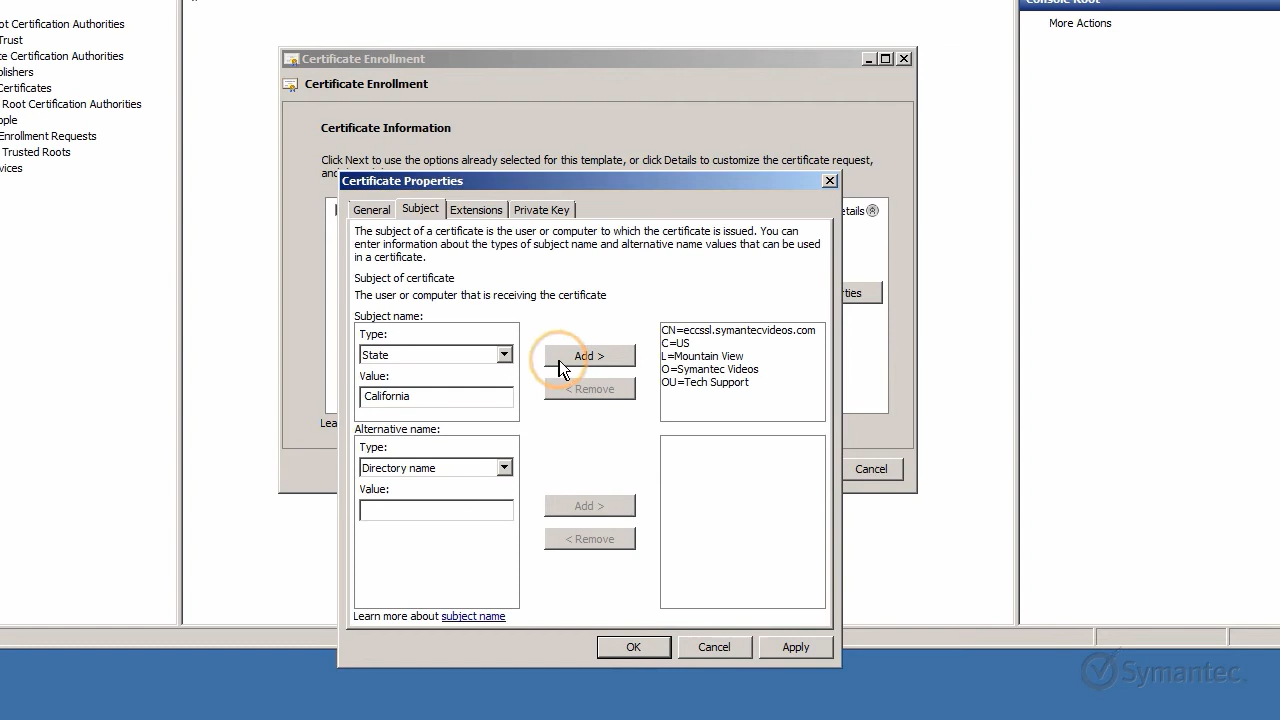 ot Certification Authorities
Trust
te Certification Authorities
blishers
Certificates
Root Certification Authorities
ople
Enrollment Requests
Trusted Roots
vices
Console Root
More Actions
Certificate Enrollment
Certificate Enrollment
Certificate Information
Click Next to use the options already selected for this template, or click Details to customize the certificate request,
and
etails
rties
Lea
Cancel
Certificate Properties
General
Subject
Extensions
Private Key
The subject of a certificate is the user or computer to which the certificate is issued. You can
enter information about the types of subject name and alternative name values that can be used
in a certificate.
Subject of certificate
The user or computer that is receiving the certificate
Subject name:
Type:
State
Value:
California
Add >
< Remove
CN=eccssl.symantecvideos.com
C=US
L=Mountain View
O=Symantec Videos
OU=Tech Support
Alternative name:
Type:
Directory name
Value:
Add >
< Remove
Learn more about subject name
OK
Cancel
Apply
Symantec.